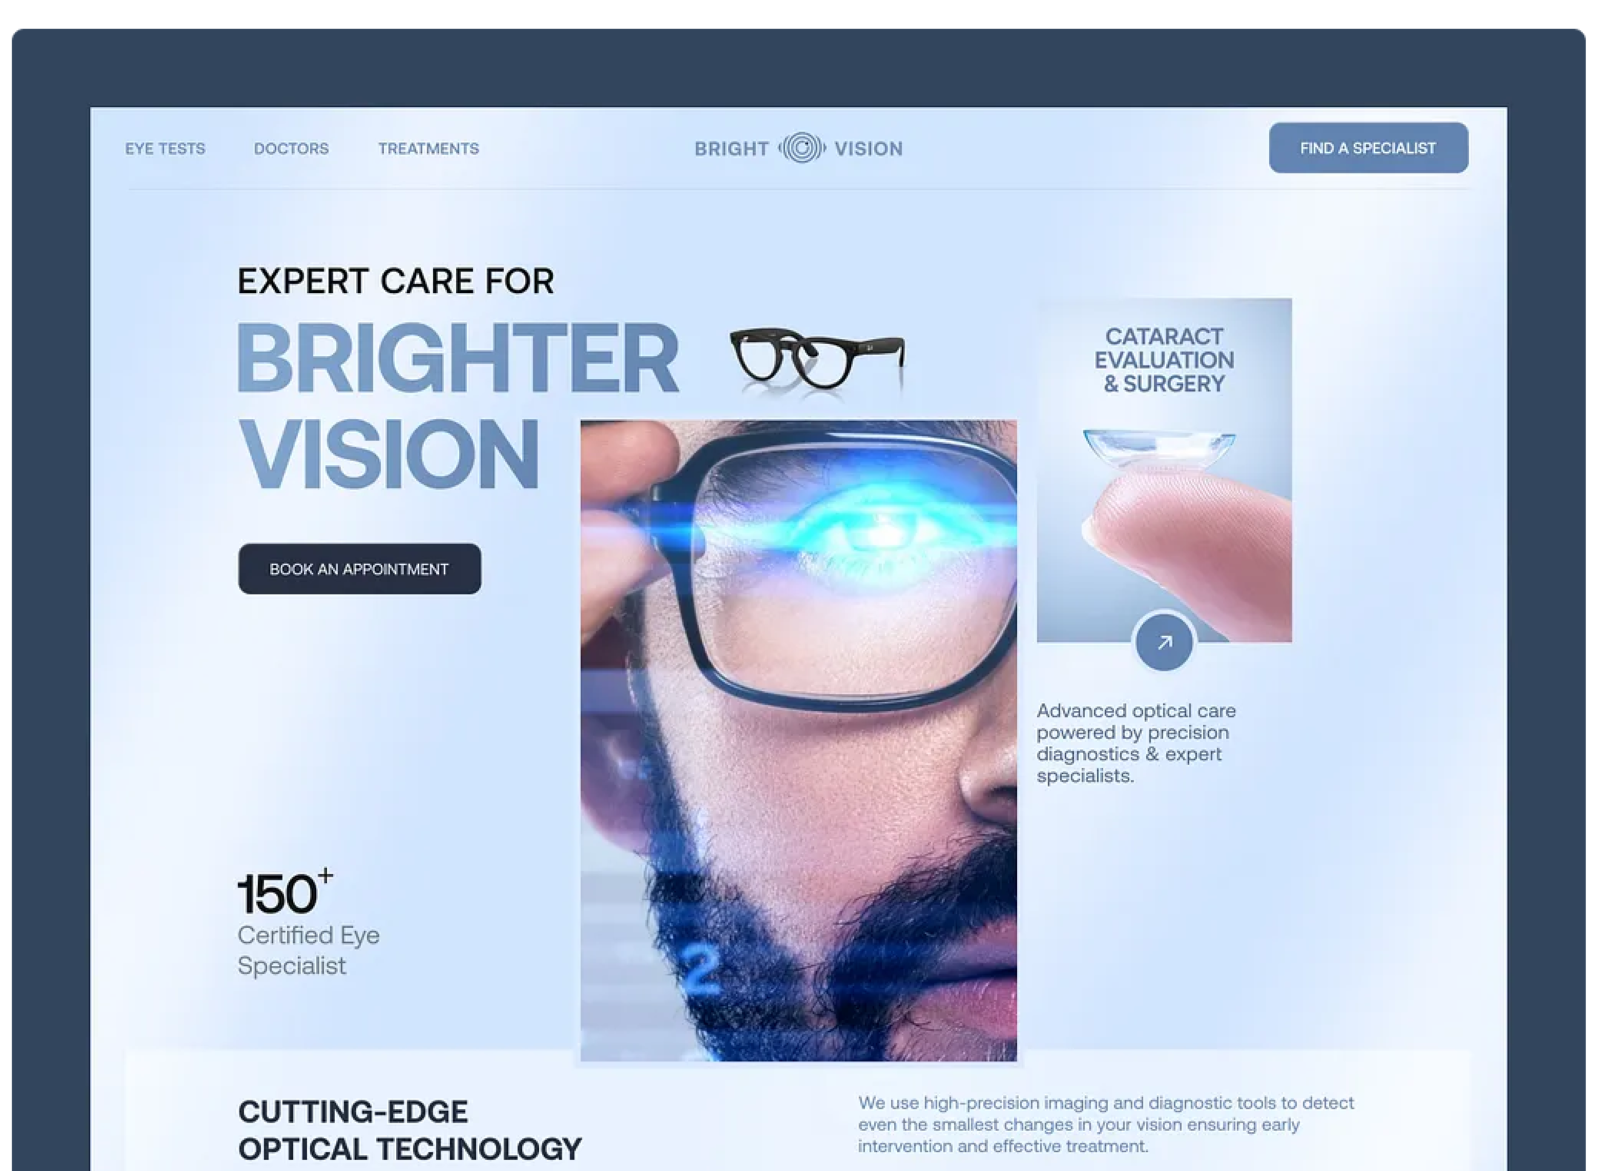 EYE TESTS
DOCTORS
TREATMENTS
BRIGHT VISION
FIND A SPECIALIST
EXPERT CARE FOR
BRIGHTER
VISION
BOOK AN APPOINTMENT
CATARACT
EVALUATION
& SURGERY
Advanced optical care
powered by precision
diagnostics & expert
specialists.
150+
Certified Eye
Specialist
2
CUTTING-EDGE
OPTICAL TECHNOLOGY
We use high-precision imaging and diagnostic tools to detect
even the smallest changes in your vision ensuring early
intervention and effective treatment.